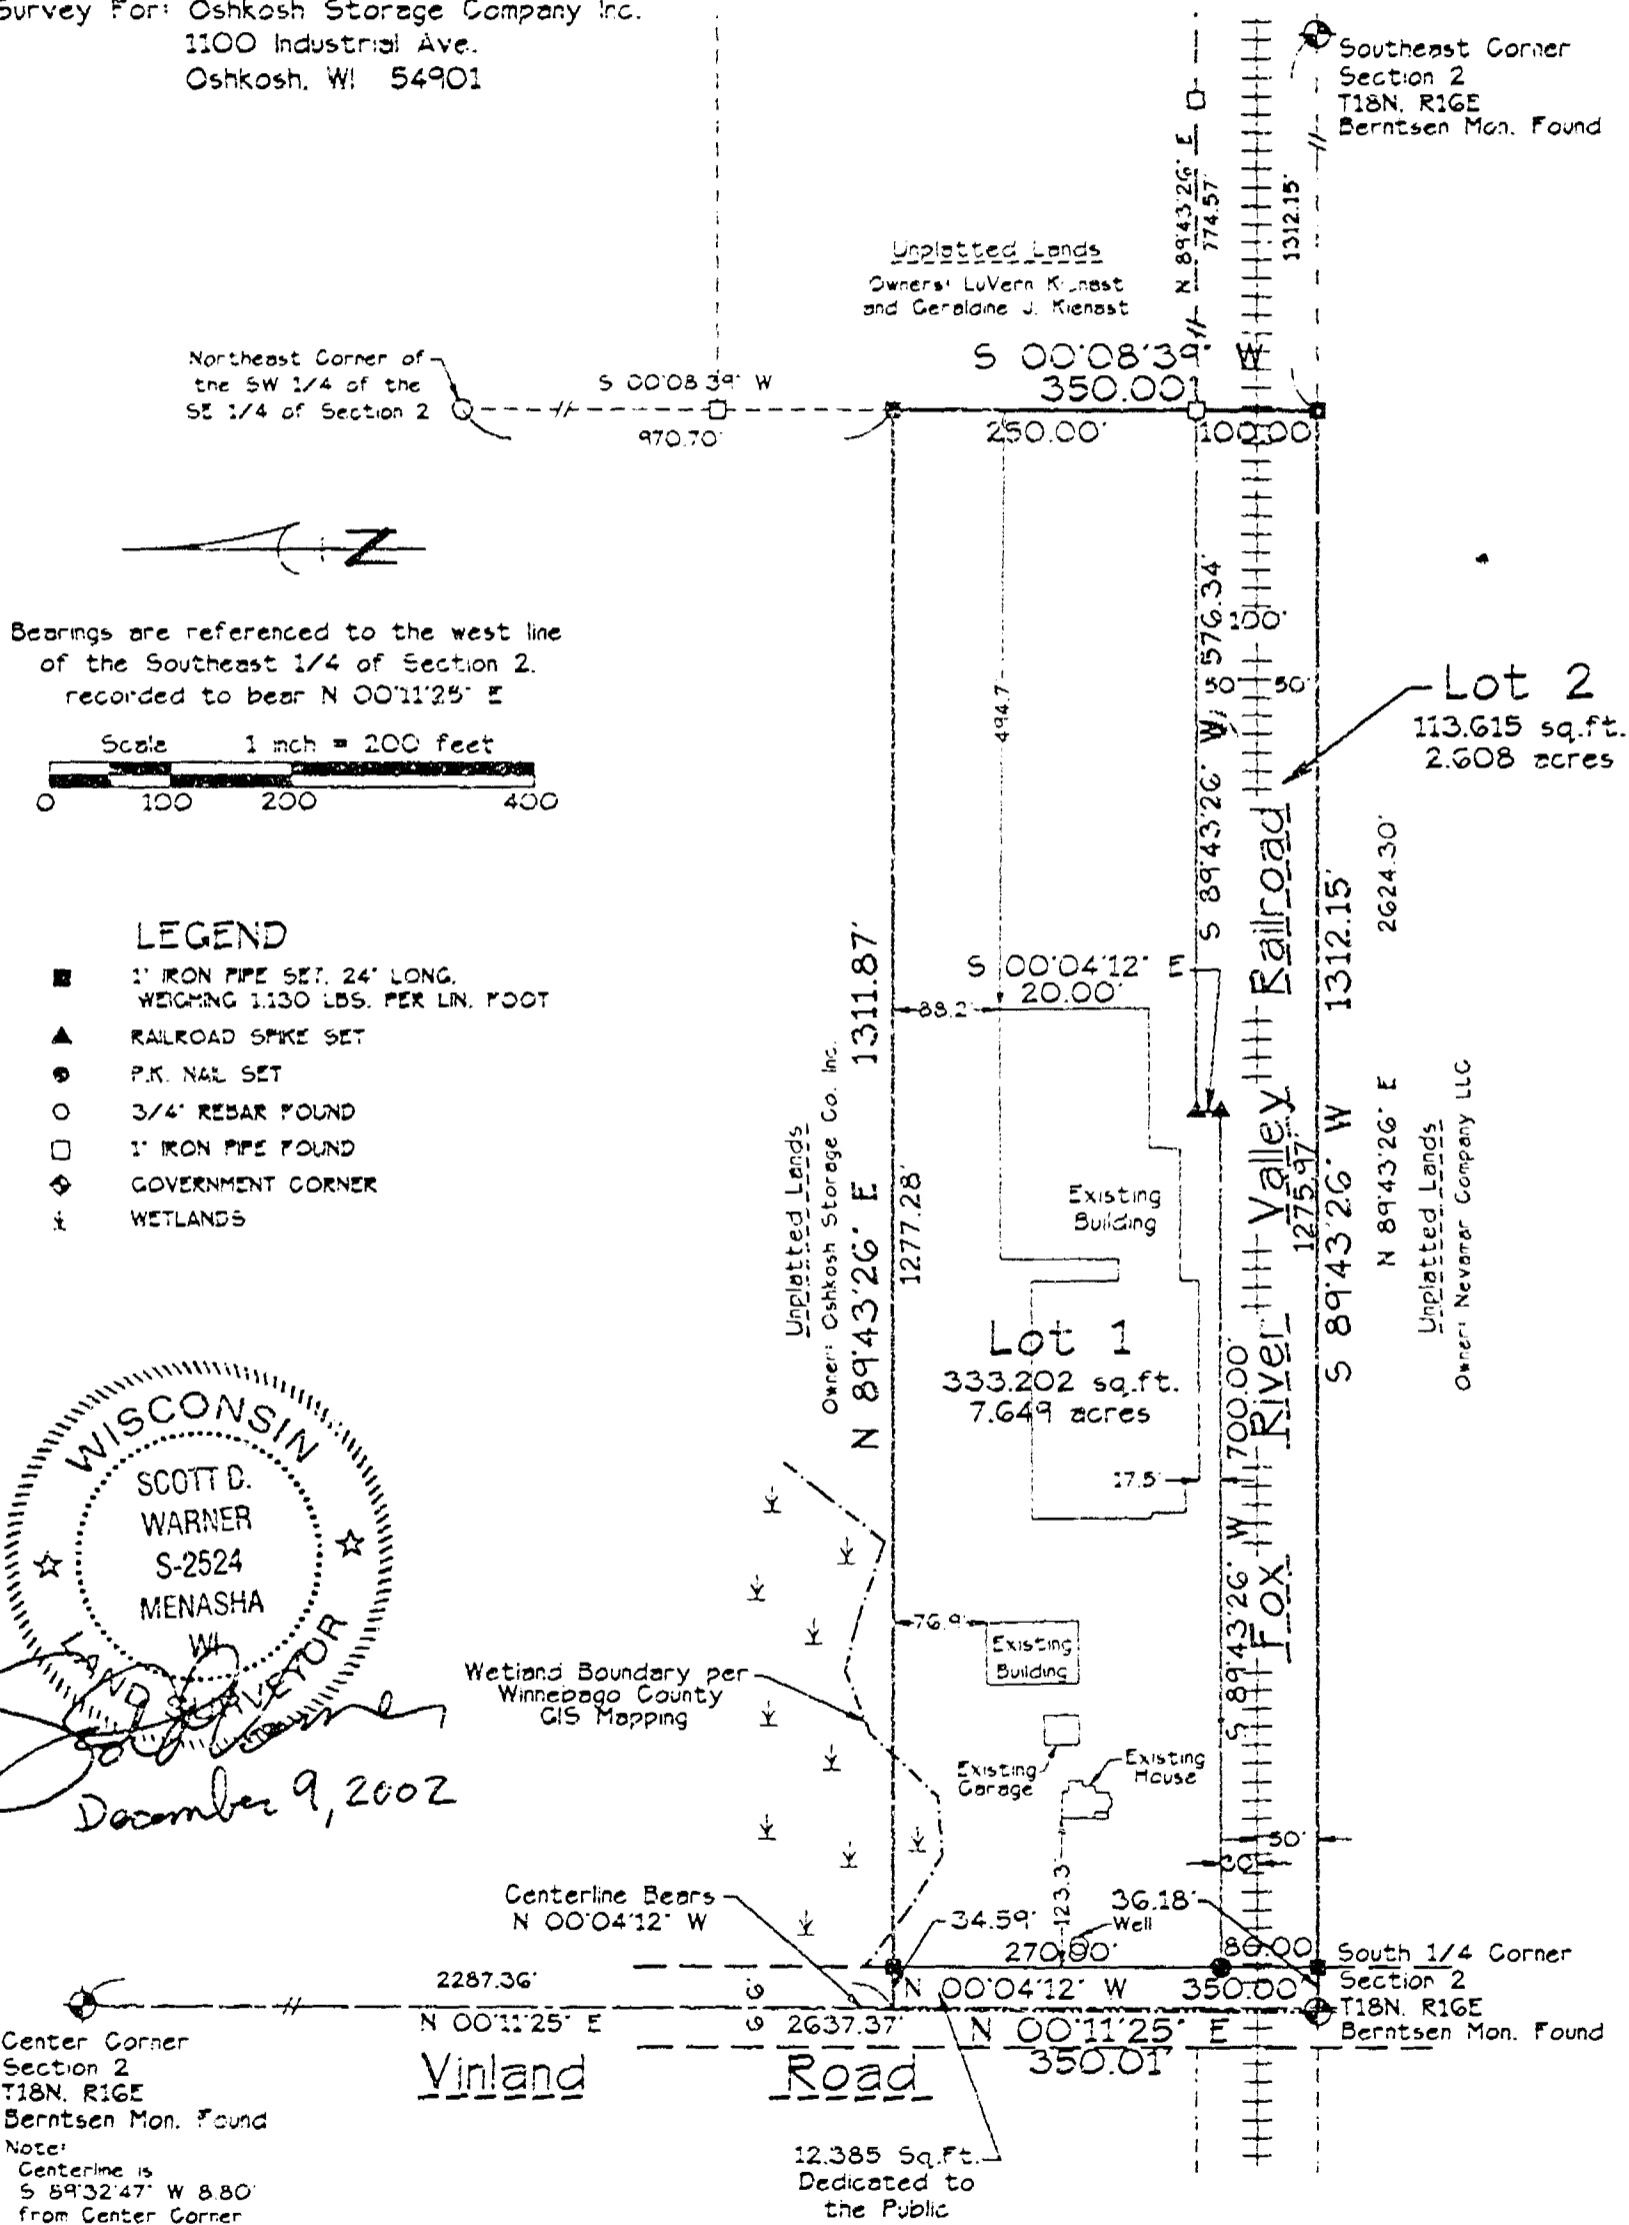 Survey For: Oshkosh Storage Company Inc.
1100 Industrial Ave.
Oshkosh, WI 54901
Southeast Corner
Section 2
T18N, R16E
Berntsen Mon. Found
N 89°43'26" E
774.57'
1312.15'
Unplatted Lands
Owners: LuVern Kienast
and Geraldine J. Kienast
S 00°08'39" W
350.00'
Northeast Corner of
the SW 1/4 of the
SE 1/4 of Section 2
S 00°08'39" W
970.70'
250.00'
100.00'
N
Bearings are referenced to the west line
of the Southeast 1/4 of Section 2,
recorded to bear N 00°11'25" E
Scale 1 inch = 200 feet
0 100 200 400
S 89°43'26" W 576.34'
100'
50' 50'
494.7'
Lot 2
113,615 sq.ft.
2.608 acres
LEGEND
1" IRON PIPE SET, 24" LONG,
WEIGHING 1.130 LBS. PER LIN. FOOT
RAILROAD SPIKE SET
P.K. NAIL SET
3/4" REBAR FOUND
1" IRON PIPE FOUND
GOVERNMENT CORNER
WETLANDS
S 00°04'12" E
20.00'
88.2'
Unplatted Lands
Owner: Oshkosh Storage Co. Inc.
N 89°43'26" E 1311.87'
1277.28'
Existing
Building
Lot 1
333,202 sq.ft.
7.649 acres
17.5'
S 89°43'26" W 700.00'
Fox River Valley Railroad
1275.97'
S 89°43'26" W 1312.15'
N 89°43'26" E 2624.30'
Unplatted Lands
Owner: Nevamar Company LLC
WISCONSIN
SCOTT D.
WARNER
S-2524
MENASHA
WI
LAND SURVEYOR
December 9, 2002
76.9'
Existing
Building
Wetland Boundary per
Winnebago County
GIS Mapping
Existing
Garage
Existing
House
50'
30'
123.3'
Centerline Bears
N 00°04'12" W
34.59'
Well
36.18'
270.00'
80.00'
N 00°04'12" W 350.00'
South 1/4 Corner
Section 2
T18N, R16E
Berntsen Mon. Found
2287.36'
N 00°11'25" E
2637.37'
N 00°11'25" E
350.01'
Vinland Road
Center Corner
Section 2
T18N, R16E
Berntsen Mon. Found
Note:
Centerline is
S 89°32'47" W 8.80'
from Center Corner
12,385 Sq.Ft.
Dedicated to
the Public